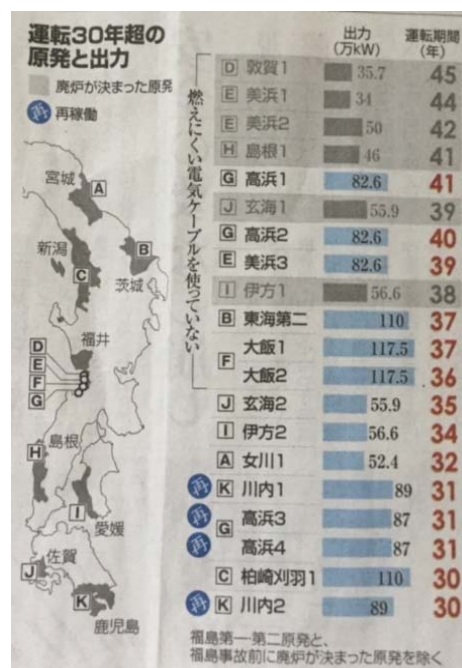 運転30年超の
原発と出力
廃炉が決まった原発
再 再稼働
宮城
A
新潟
C
B
茨城
福井
D
E
F
G
島根
H
I
愛媛
佐賀
J
K
鹿児島
燃えにくい電気ケーブルを使っていない
出力
(万kW)
運転期間
(年)
D 敦賀1 35.7 45
E 美浜1 34 44
E 美浜2 50 42
H 島根1 46 41
G 高浜1 82.6 41
J 玄海1 55.9 39
G 高浜2 82.6 40
E 美浜3 82.6 39
I 伊方1 56.6 38
B 東海第二 110 37
F 大飯1 117.5 37
大飯2 117.5 36
J 玄海2 55.9 35
I 伊方2 56.6 34
A 女川1 52.4 32
再 K 川内1 89 31
再 G 高浜3 87 31
再 高浜4 87 31
C 柏崎刈羽1 110 30
再 K 川内2 89 30
福島第一・第二原発と、
福島事故前に廃炉が決まった原発を除く